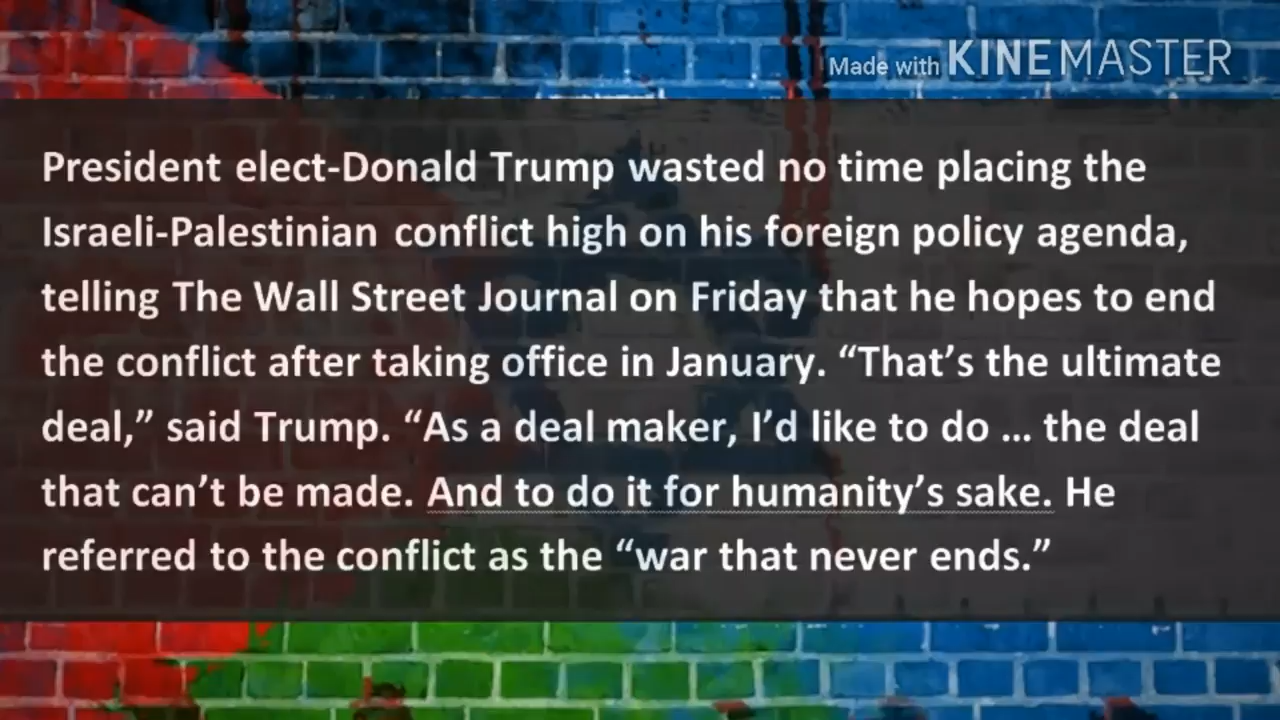 Made with KINEMASTER
President elect-Donald Trump wasted no time placing the
Israeli-Palestinian conflict high on his foreign policy agenda,
telling The Wall Street Journal on Friday that he hopes to end
the conflict after taking office in January. “That’s the ultimate
deal,” said Trump. “As a deal maker, I’d like to do … the deal
that can’t be made. And to do it for humanity’s sake. He
referred to the conflict as the “war that never ends.”